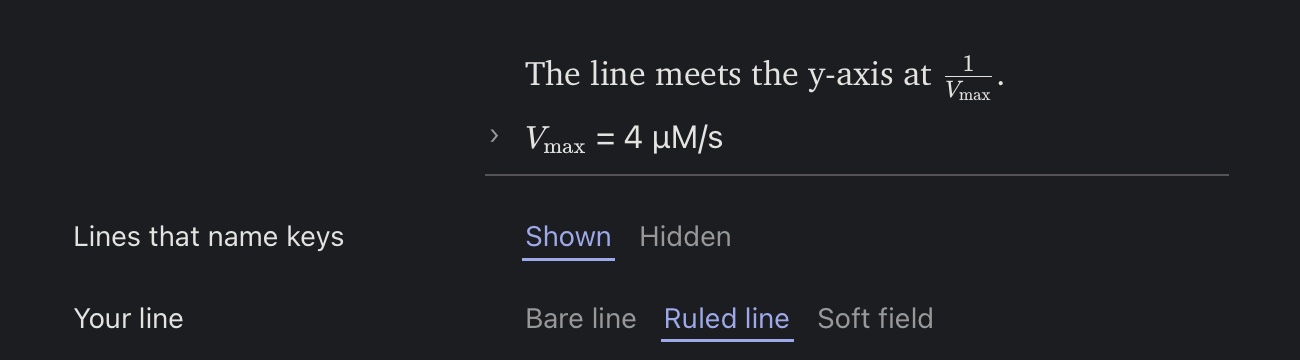 The line meets the y-axis at 1/Vmax.
› Vmax = 4 μM/s
Lines that name keys Shown Hidden
Your line Bare line Ruled line Soft field